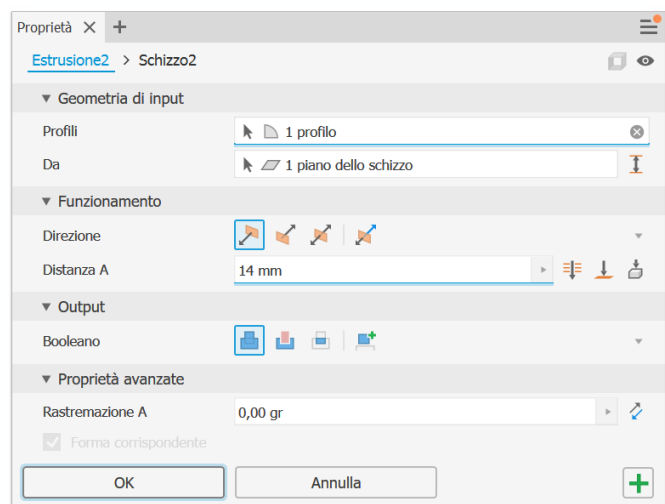 Proprietà
Estrusione2 > Schizzo2
Geometria di input
Profili 1 profilo
Da 1 piano dello schizzo
Funzionamento
Direzione
Distanza A 14 mm
Output
Booleano
Proprietà avanzate
Rastremazione A 0,00 gr
Forma corrispondente
OK Annulla